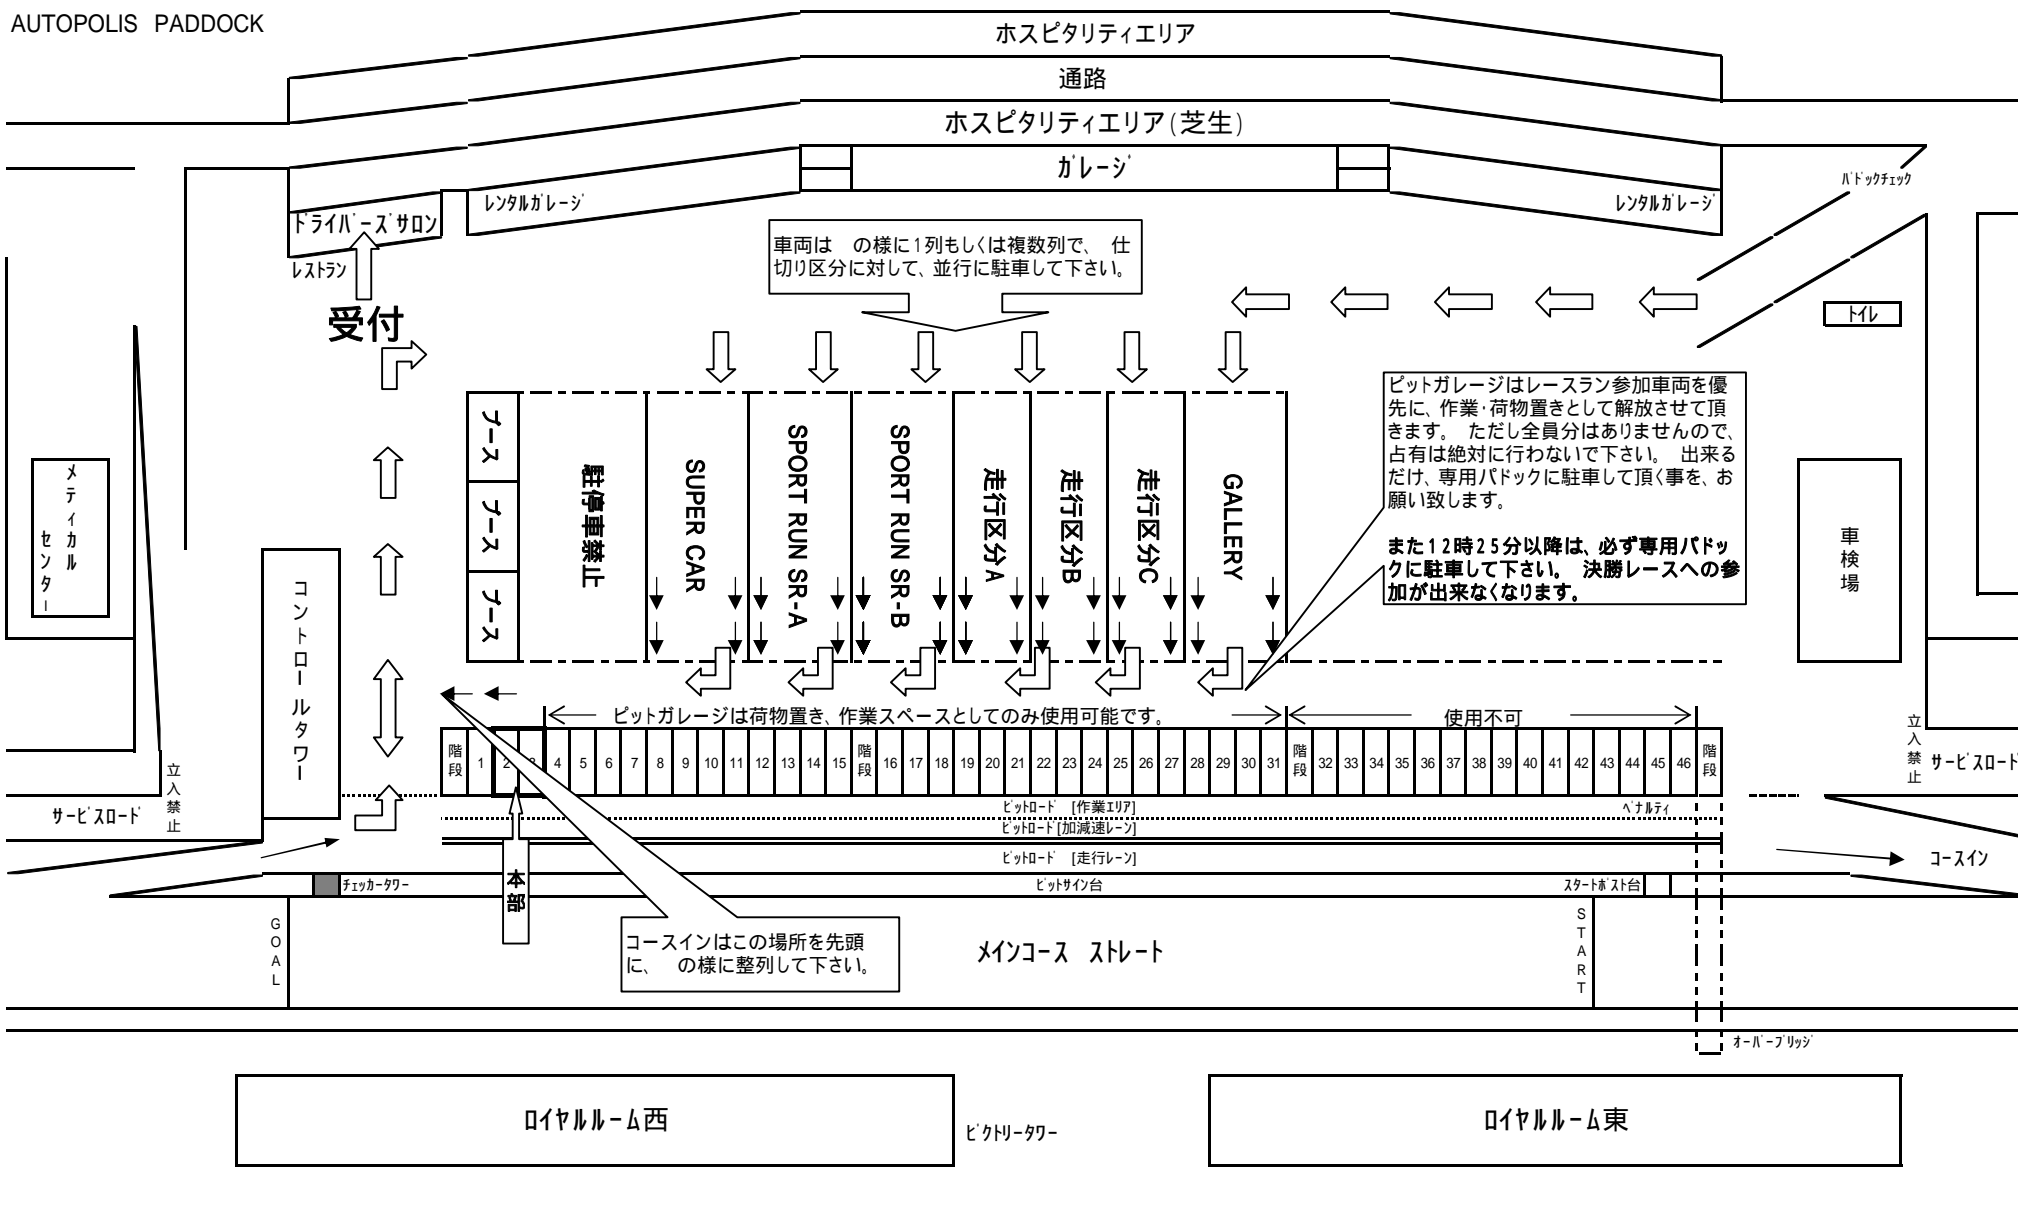 AUTOPOLIS PADDOCK
ホスピタリティエリア
通路
ホスピタリティエリア(芝生)
ガレージ
パドックチェック
レンタルガレージ
レンタルガレージ
ドライバーズサロン
レストラン
車両は　の様に1列もしくは複数列で、　仕
切り区分に対して、並行に駐車して下さい。
受付
トイレ
ピットガレージはレースラン参加車両を優
先に、作業・荷物置きとして解放させて頂
きます。　ただし全員分はありませんので、
占有は絶対に行わないで下さい。　出来る
だけ、専用パドックに駐車して頂く事を、お
願い致します。
また12時25分以降は、必ず専用パドッ
クに駐車して下さい。　決勝レースへの参
加が出来なくなります。
ブース
ブース
ブース
駐停車禁止
SUPER CAR
SPORT RUN SR-A
SPORT RUN SR-B
走行区分A
走行区分B
走行区分C
GALLERY
メディカル
センター
コントロールタワー
車検場
ピットガレージは荷物置き、作業スペースとしてのみ使用可能です。
使用不可
階段 1 2 3 4 5 6 7 8 9 10 11 12 13 14 15 階段 16 17 18 19 20 21 22 23 24 25 26 27 28 29 30 31 階段 32 33 34 35 36 37 38 39 40 41 42 43 44 45 46 階段
立入禁止
サービスロード
立入禁止
サービスロード
ピットロード [作業エリア]
ペナルティ
ピットロード[加減速レーン]
ピットロード [走行レーン]
コースイン
チェッカータワー
本部
ピットサイン台
スタートポスト台
GOAL
コースインはこの場所を先頭
に、　の様に整列して下さい。
メインコース　ストレート
START
オーバーブリッジ
ロイヤルルーム西
ビクトリータワー
ロイヤルルーム東